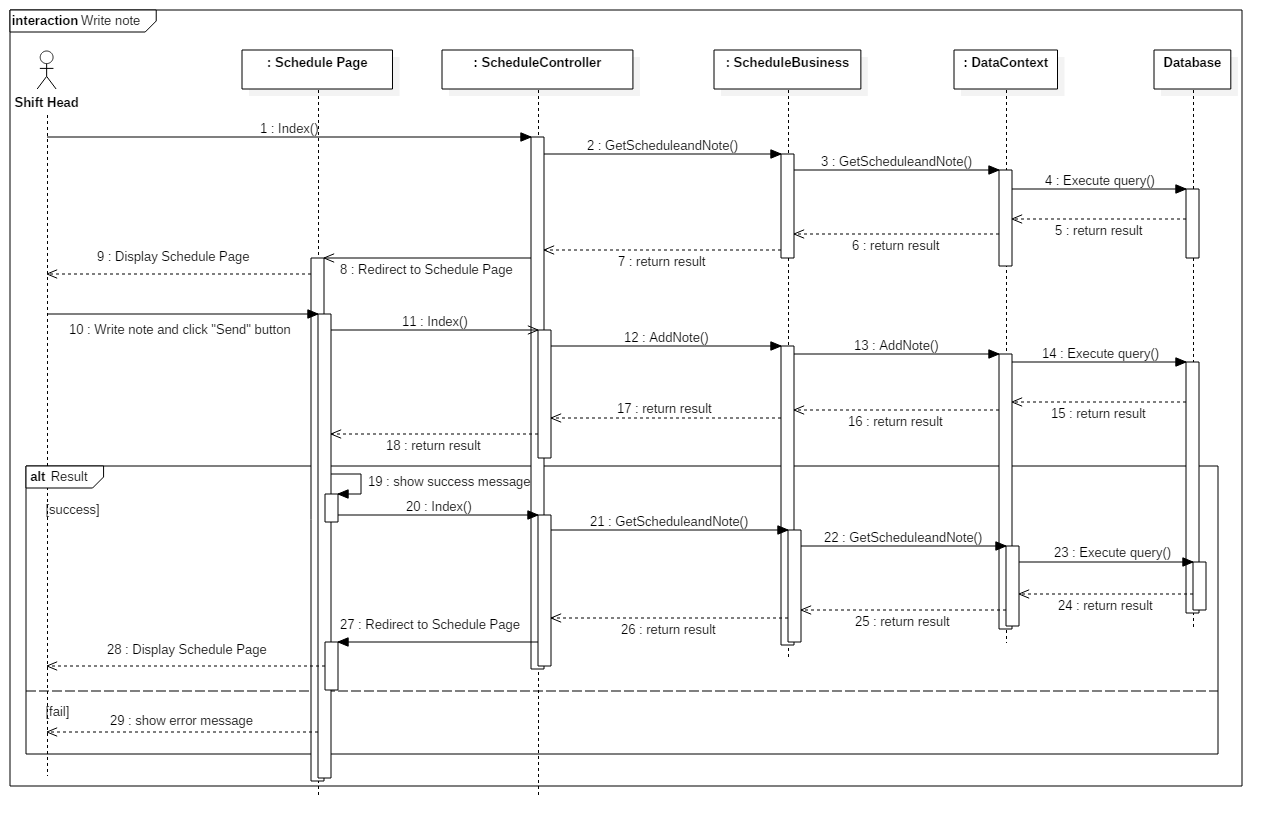 interaction Write note
: Schedule Page
: ScheduleController
: ScheduleBusiness
: DataContext
Database
Shift Head
1 : Index()
2 : GetScheduleandNote()
3 : GetScheduleandNote()
4 : Execute query()
5 : return result
6 : return result
7 : return result
8 : Redirect to Schedule Page
9 : Display Schedule Page
10 : Write note and click "Send" button
11 : Index()
12 : AddNote()
13 : AddNote()
14 : Execute query()
15 : return result
16 : return result
17 : return result
18 : return result
alt Result
19 : show success message
[success]
20 : Index()
21 : GetScheduleandNote()
22 : GetScheduleandNote()
23 : Execute query()
24 : return result
25 : return result
26 : return result
27 : Redirect to Schedule Page
28 : Display Schedule Page
[fail]
29 : show error message